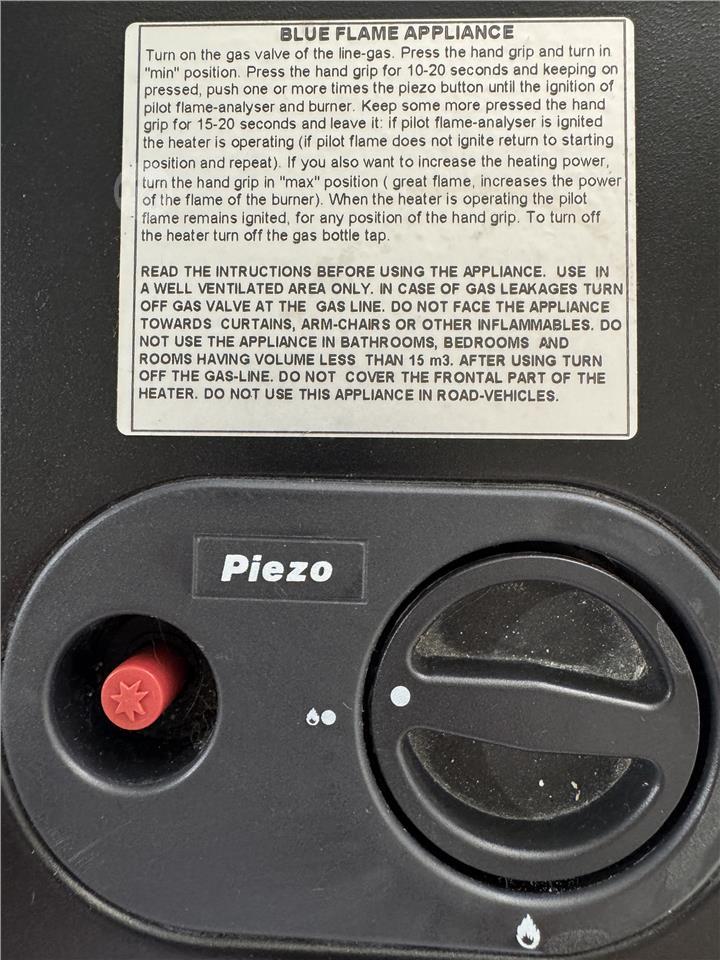 BLUE FLAME APPLIANCE
Turn on the gas valve of the line-gas. Press the hand grip and turn in
"min" position. Press the hand grip for 10-20 seconds and keeping on
pressed, push one or more times the piezo button until the ignition of
pilot flame-analyser and burner. Keep some more pressed the hand
grip for 15-20 seconds and leave it: if pilot flame-analyser is ignited
the heater is operating (if pilot flame does not ignite return to starting
position and repeat). If you also want to increase the heating power,
turn the hand grip in "max" position ( great flame, increases the power
of the flame of the burner). When the heater is operating the pilot
flame remains ignited, for any position of the hand grip. To turn off
the heater turn off the gas bottle tap.
READ THE INTRUCTIONS BEFORE USING THE APPLIANCE. USE IN
A WELL VENTILATED AREA ONLY. IN CASE OF GAS LEAKAGES TURN
OFF GAS VALVE AT THE GAS LINE. DO NOT FACE THE APPLIANCE
TOWARDS CURTAINS, ARM-CHAIRS OR OTHER INFLAMMABLES. DO
NOT USE THE APPLIANCE IN BATHROOMS, BEDROOMS AND
ROOMS HAVING VOLUME LESS THAN 15 m3. AFTER USING TURN
OFF THE GAS-LINE. DO NOT COVER THE FRONTAL PART OF THE
HEATER. DO NOT USE THIS APPLIANCE IN ROAD-VEHICLES.
Piezo